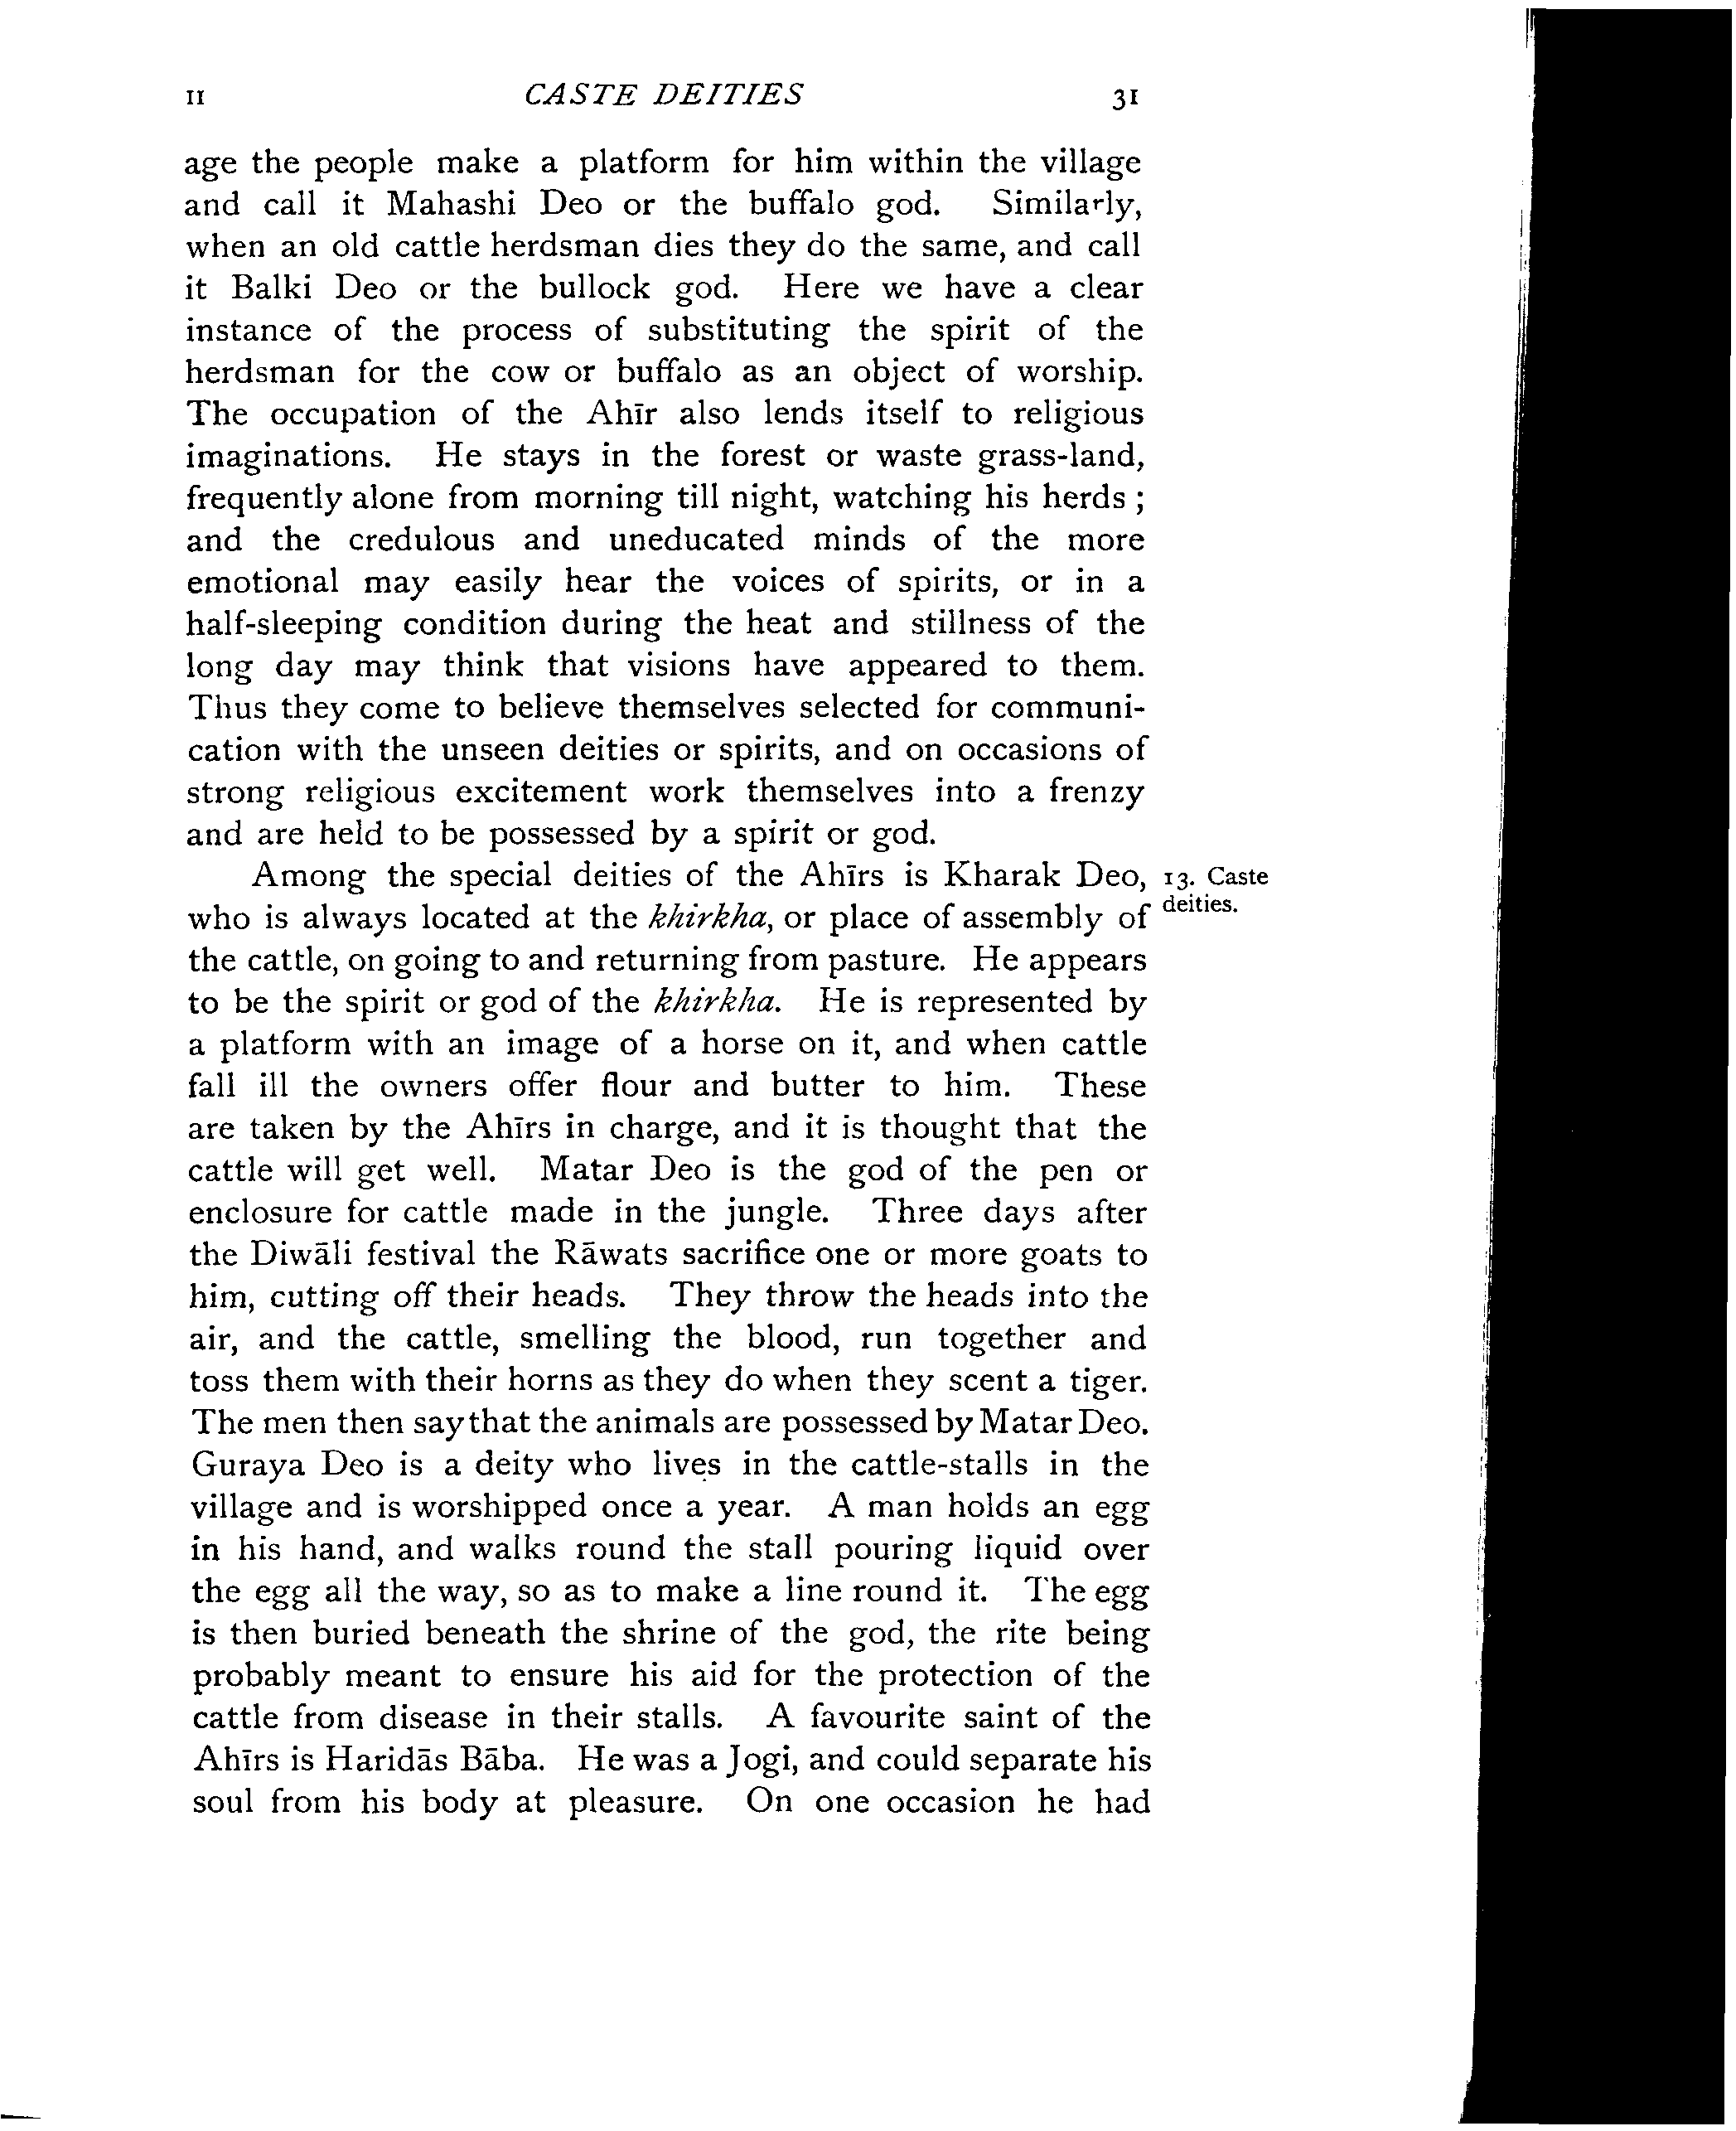 II CASTE DEITIES 31
age the people make a platform for him within the village
and call it Mahashi Deo or the buffalo god. Similarly,
when an old cattle herdsman dies they do the same, and call
it Balki Deo or the bullock god. Here we have a clear
instance of the process of substituting the spirit of the
herdsman for the cow or buffalo as an object of worship.
The occupation of the Ahīr also lends itself to religious
imaginations. He stays in the forest or waste grass-land,
frequently alone from morning till night, watching his herds ;
and the credulous and uneducated minds of the more
emotional may easily hear the voices of spirits, or in a
half-sleeping condition during the heat and stillness of the
long day may think that visions have appeared to them.
Thus they come to believe themselves selected for communi-
cation with the unseen deities or spirits, and on occasions of
strong religious excitement work themselves into a frenzy
and are held to be possessed by a spirit or god.
Among the special deities of the Ahīrs is Kharak Deo,
13. Caste
deities.
who is always located at the khirkha, or place of assembly of
the cattle, on going to and returning from pasture. He appears
to be the spirit or god of the khirkha. He is represented by
a platform with an image of a horse on it, and when cattle
fall ill the owners offer flour and butter to him. These
are taken by the Ahīrs in charge, and it is thought that the
cattle will get well. Matar Deo is the god of the pen or
enclosure for cattle made in the jungle. Three days after
the Diwāli festival the Rāwats sacrifice one or more goats to
him, cutting off their heads. They throw the heads into the
air, and the cattle, smelling the blood, run together and
toss them with their horns as they do when they scent a tiger.
The men then say that the animals are possessed by Matar Deo.
Guraya Deo is a deity who lives in the cattle-stalls in the
village and is worshipped once a year. A man holds an egg
in his hand, and walks round the stall pouring liquid over
the egg all the way, so as to make a line round it. The egg
is then buried beneath the shrine of the god, the rite being
probably meant to ensure his aid for the protection of the
cattle from disease in their stalls. A favourite saint of the
Ahīrs is Haridās Bāba. He was a Jogi, and could separate his
soul from his body at pleasure. On one occasion he had